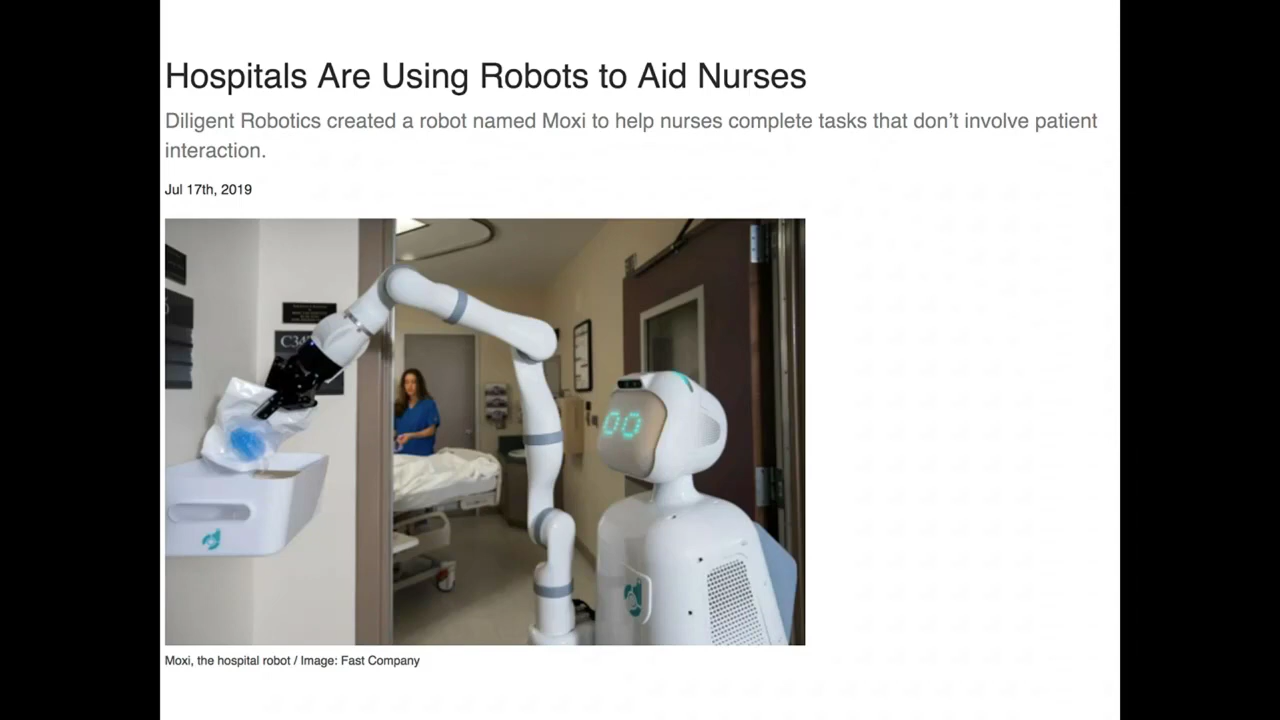 Hospitals Are Using Robots to Aid Nurses
Diligent Robotics created a robot named Moxi to help nurses complete tasks that don’t involve patient
interaction.
Jul 17th, 2019
Moxi, the hospital robot / Image: Fast Company